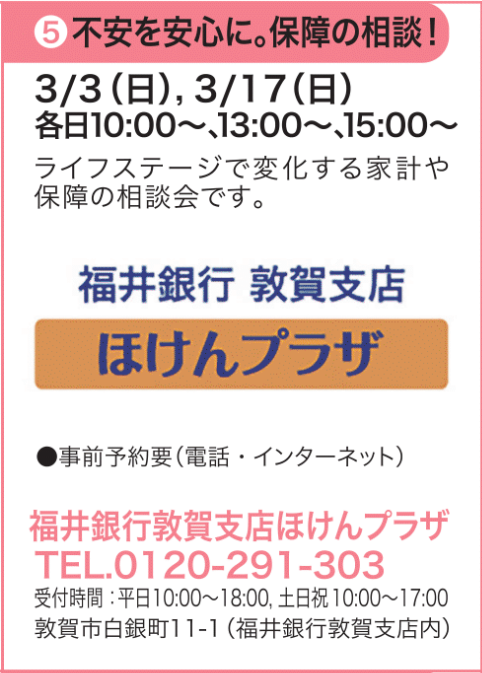 ❺不安を安心に。保障の相談！
3/3（日）, 3/17（日）
各日10:00〜、13:00〜、15:00〜
ライフステージで変化する家計や
保障の相談会です。
福井銀行 敦賀支店
ほけんプラザ
●事前予約要（電話・インターネット）
福井銀行敦賀支店ほけんプラザ
TEL.0120-291-303
受付時間：平日10:00〜18:00, 土日祝10:00〜17:00
敦賀市白銀町11-1（福井銀行敦賀支店内）